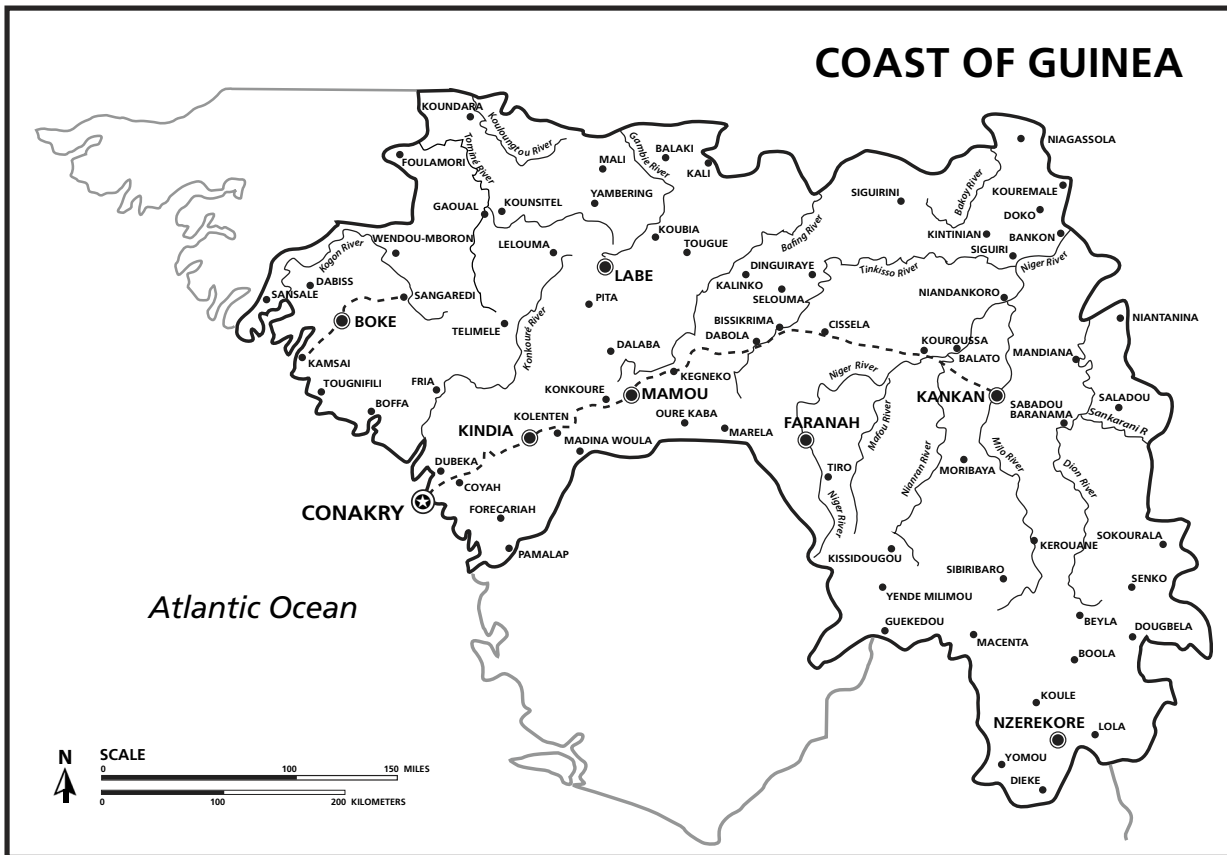 COAST OF GUINEA
KOUNDARA
Kouloungtou River
Tominé River
Gambie River
NIAGASSOLA
FOULAMORI
MALI
BALAKI
KALI
YAMBERING
SIGUIRINI
Bakoy River
KOUREMALE
GAOUAL
KOUNSITEL
DOKO
Bafing River
KOUBIA
KINTINIAN
BANKON
WENDOU-MBORON
LELOUMA
TOUGUE
SIGUIRI
Kogon River
LABE
DINGUIRAYE
Tinkisso River
Niger River
DABISS
KALINKO
SANSALE
SANGAREDI
PITA
SELOUMA
NIANDANKORO
BOKE
TELIMELE
BISSIKRIMA
CISSELA
NIANTANINA
Konkouré River
DABOLA
DALABA
KOUROUSSA
KAMSAI
BALATO
MANDIANA
KEGNEKO
Niger River
TOUGNIFILI
FRIA
KONKOURE
MAMOU
KANKAN
SABADOU
BARANAMA
SALADOU
BOFFA
KOLENTEN
OURE KABA
FARANAH
Mafou River
Sankarani R
KINDIA
MADINA WOULA
MARELA
Nianran River
Milo River
Dion River
DUBEKA
TIRO
MORIBAYA
COYAH
CONAKRY
FORECARIAH
Niger River
PAMALAP
KISSIDOUGOU
KEROUANE
SOKOURALA
SIBIRIBARO
SENKO
YENDE MILIMOU
Atlantic Ocean
GUEKEDOU
BEYLA
DOUGBELA
MACENTA
BOOLA
KOULE
NZEREKORE
LOLA
YOMOU
DIEKE
N
SCALE
0 100 150 MILES
0 100 200 KILOMETERS